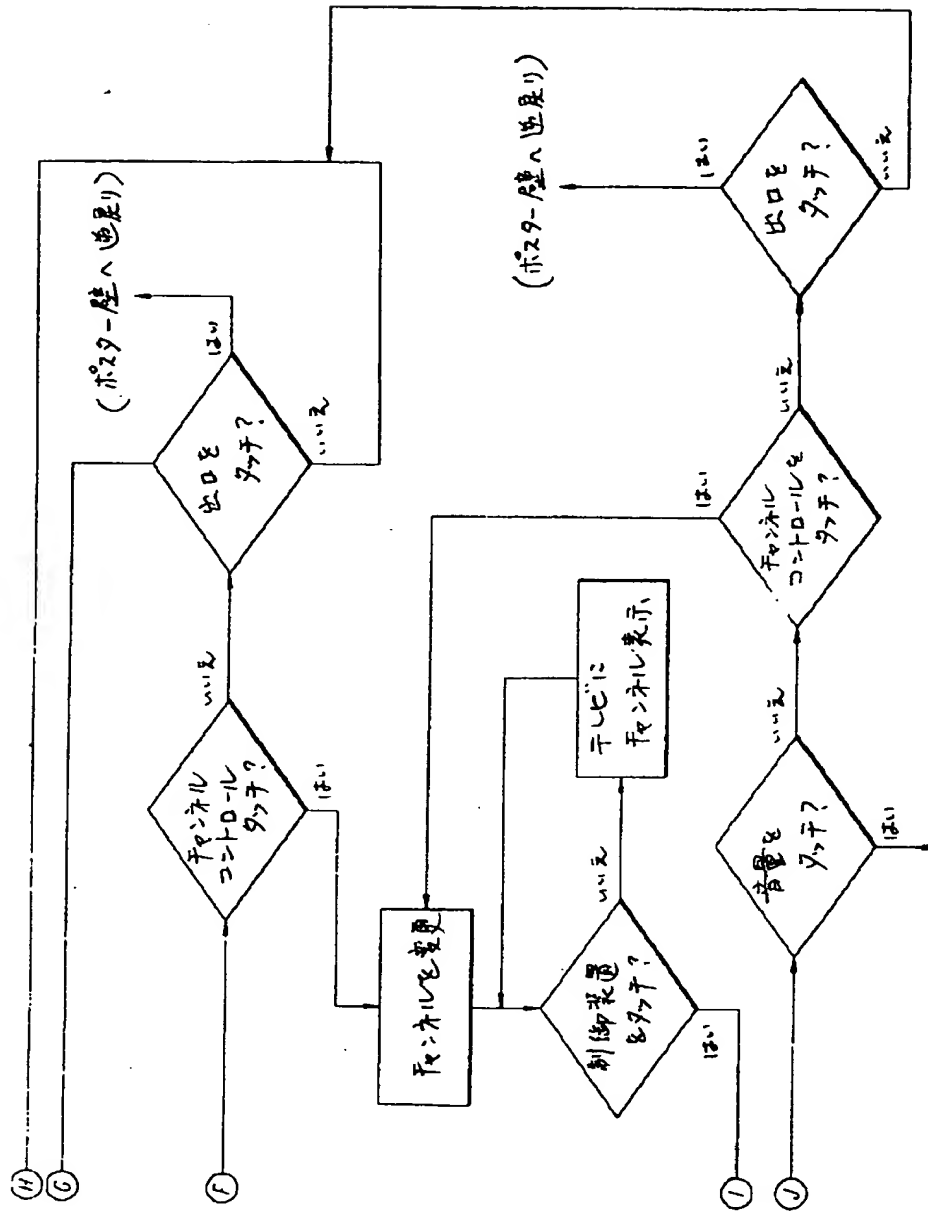 H
G
(ポスター壁へ逆戻り)
はい
出口を
タッチ?
いいえ
いいえ
チャンネル
コントロール
タッチ?
はい
F
チャンネルを変更
テレビに
チャンネル表示
いいえ
制御装置
をタッチ?
はい
I
(ポスター壁へ逆戻り)
はい
出口を
タッチ?
いいえ
いいえ
はい
チャンネル
コントロールを
タッチ?
いいえ
音量を
タッチ?
はい
J